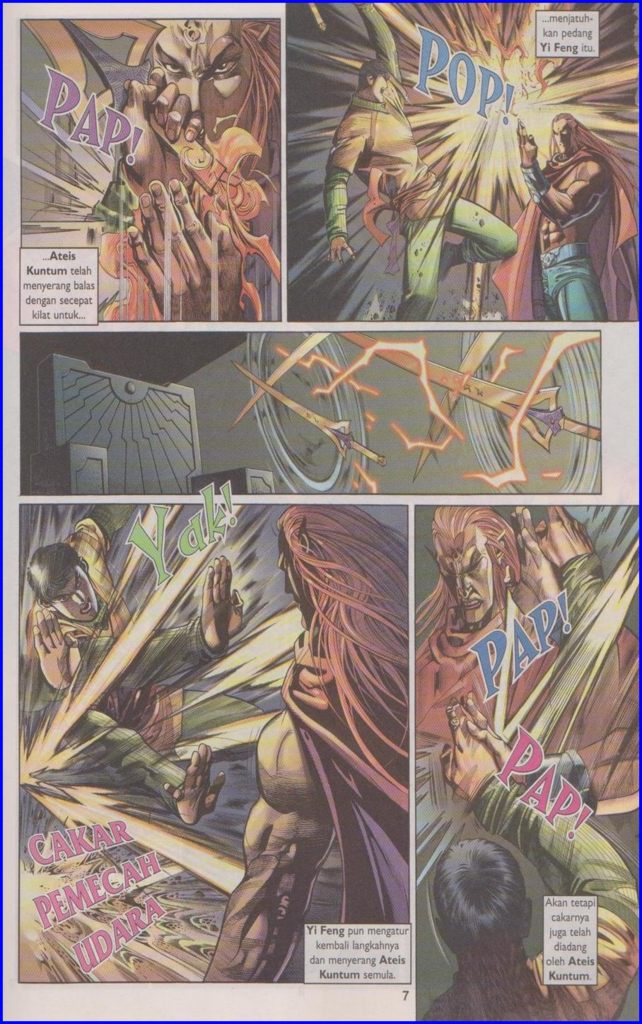 PAP!
...Ateis
Kuntum telah
menyerang balas
dengan secepat
kilat untuk...
POP!
...menjatuh-
kan pedang
Yi Feng itu.
Yak!
CAKAR
PEMECAH
UDARA
Yi Feng pun mengatur
kembali langkahnya
dan menyerang Ateis
Kuntum semula.
PAP!
PAP!
Akan tetapi
cakarnya
juga telah
diadang
oleh Ateis
Kuntum.
7